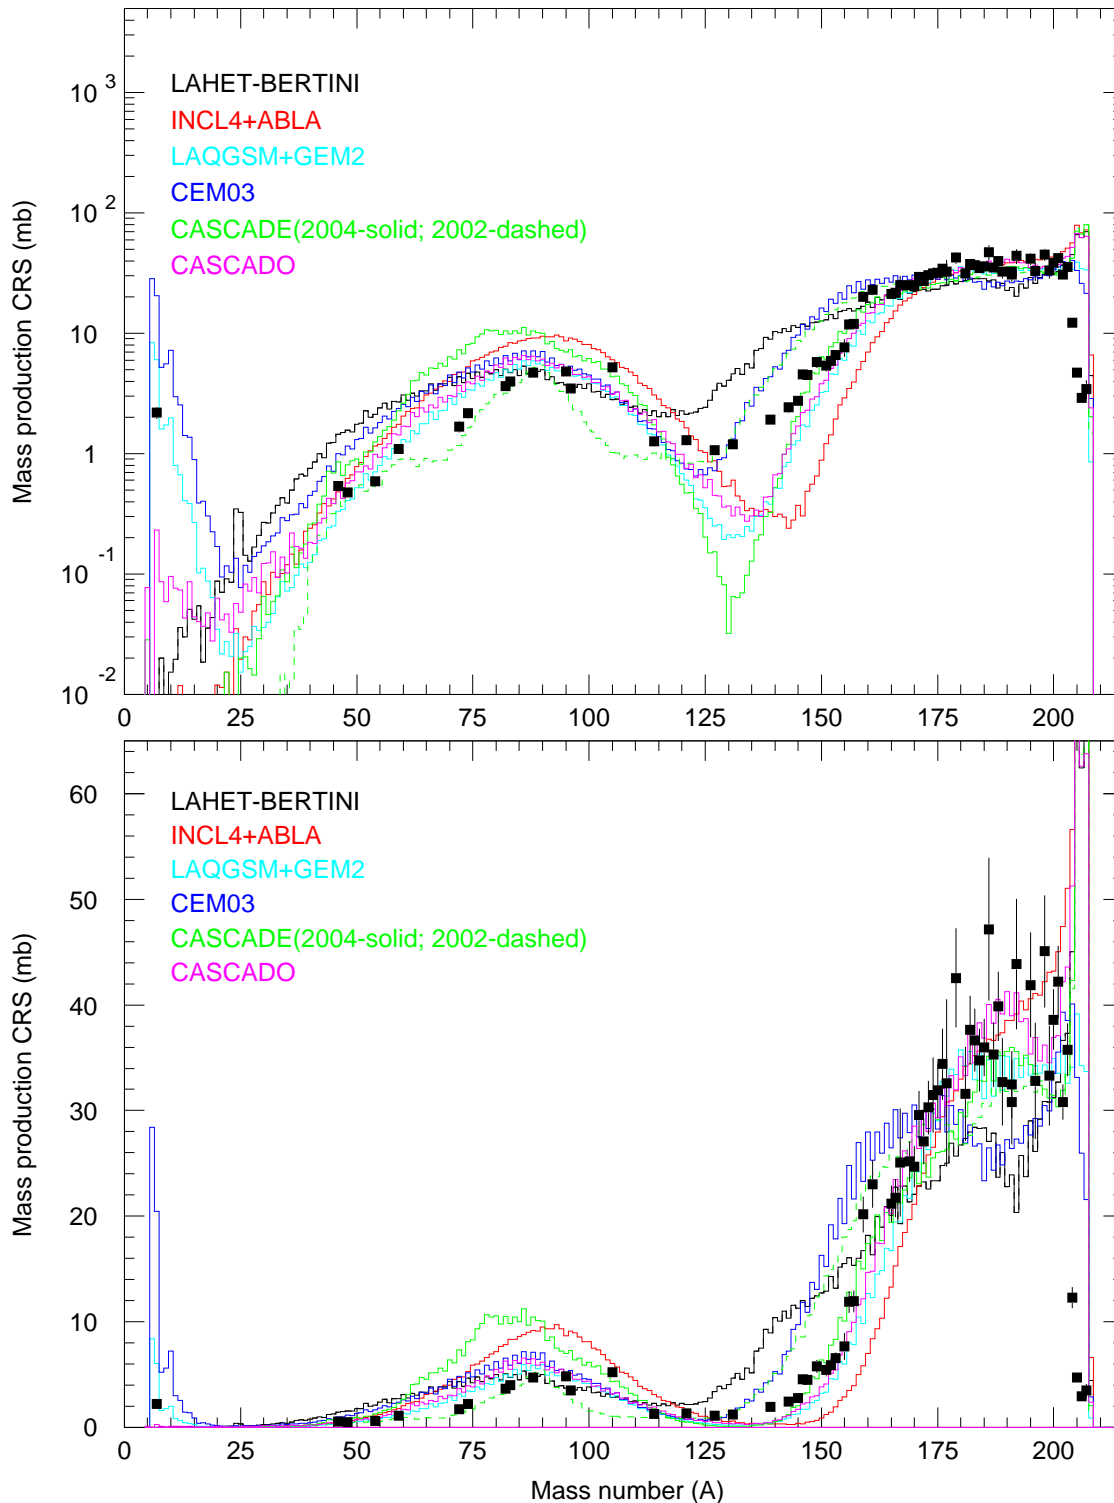 Mass production CRS (mb)
10 3
10 2
10
1
10 -1
10 -2
LAHET-BERTINI
INCL4+ABLA
LAQGSM+GEM2
CEM03
CASCADE(2004-solid; 2002-dashed)
CASCADO
0 25 50 75 100 125 150 175 200
Mass production CRS (mb)
60
50
40
30
20
10
0
LAHET-BERTINI
INCL4+ABLA
LAQGSM+GEM2
CEM03
CASCADE(2004-solid; 2002-dashed)
CASCADO
0 25 50 75 100 125 150 175 200
Mass number (A)